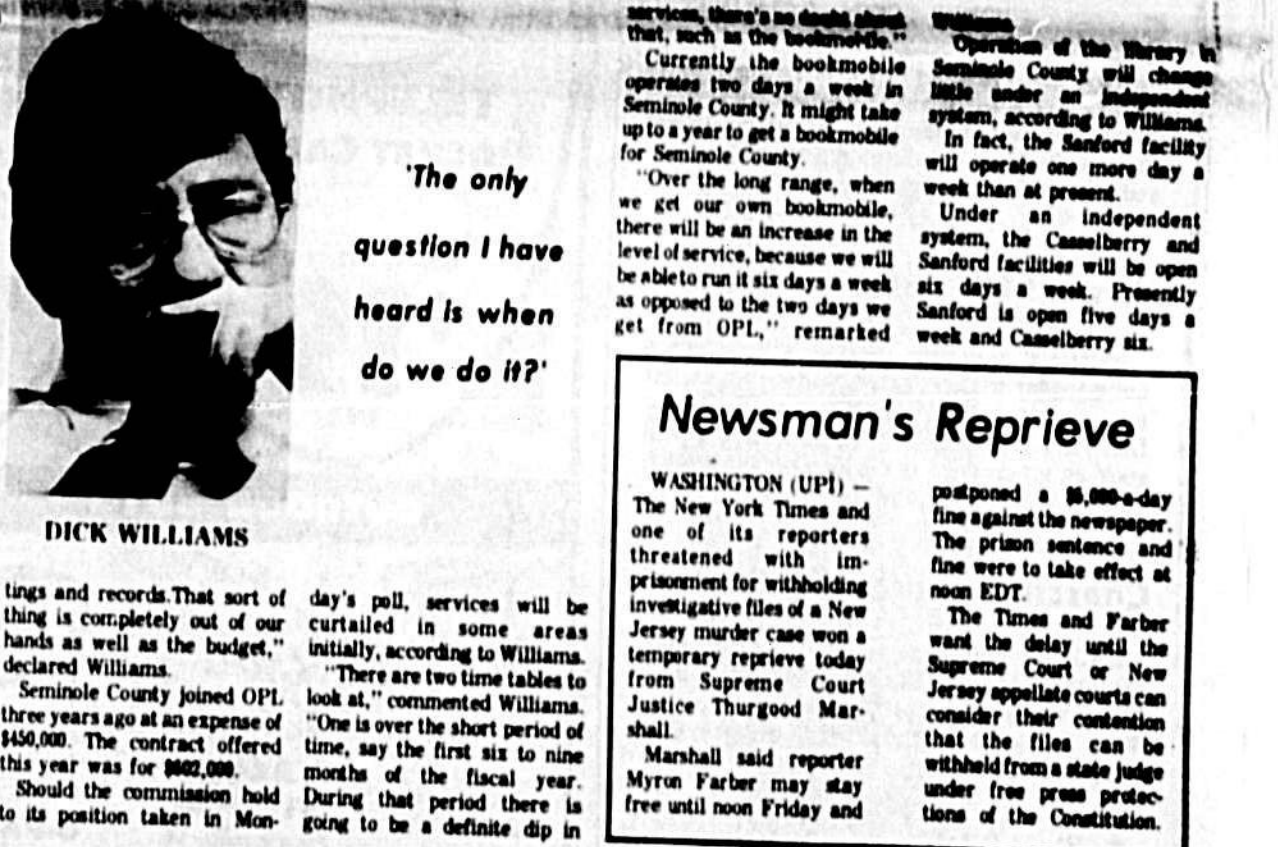 'The only
question I have
heard is when
do we do it?'
DICK WILLIAMS
tings and records.That sort of
thing is completely out of our
hands as well as the budget,"
declared Williams.
Seminole County joined OPL
three years ago at an expense of
$450,000. The contract offered
this year was for
Should the commission hold
to its position taken in Mon-
day's poll, services will be
curtailed in some areas
initially, according to Williams.
"There are two time tables to
look at," commented Williams.
"One is over the short period of
time, say the first six to nine
months of the fiscal year.
During that period there is
going to be a definite dip in
services, there's no doubt about
that, such as the bookmobile."
Currently the bookmobile
operates two days a week in
Seminole County. It might take
up to a year to get a bookmobile
for Seminole County.
"Over the long range, when
we get our own bookmobile,
there will be an increase in the
level of service, because we will
be able to run it six days a week
as opposed to the two days we
get from OPL," remarked
Williams
Operation of the library in
Seminole County will change
little under an independent
system, according to Williams.
In fact, the Sanford facility
will operate one more day a
week than at present.
Under an independent
system, the Casselberry and
Sanford facilities will be open
six days a week. Presently
Sanford is open five days a
week and Casselberry six.
Newsman's Reprieve
WASHINGTON (UPI) —
The New York Times and
one of its reporters
threatened with im-
prisonment for withholding
investigative files of a New
Jersey murder case won a
temporary reprieve today
from Supreme Court
Justice Thurgood Mar-
shall.
Marshall said reporter
Myron Farber may stay
free until noon Friday and
postponed a
fine against the newspaper.
The prison sentence and
fine were to take effect at
noon EDT.
The Times and Farber
want the delay until the
Supreme Court or New
Jersey appellate courts can
consider their contention
that the files can be
withheld from a state judge
under free press protec-
tions of the Constitution.